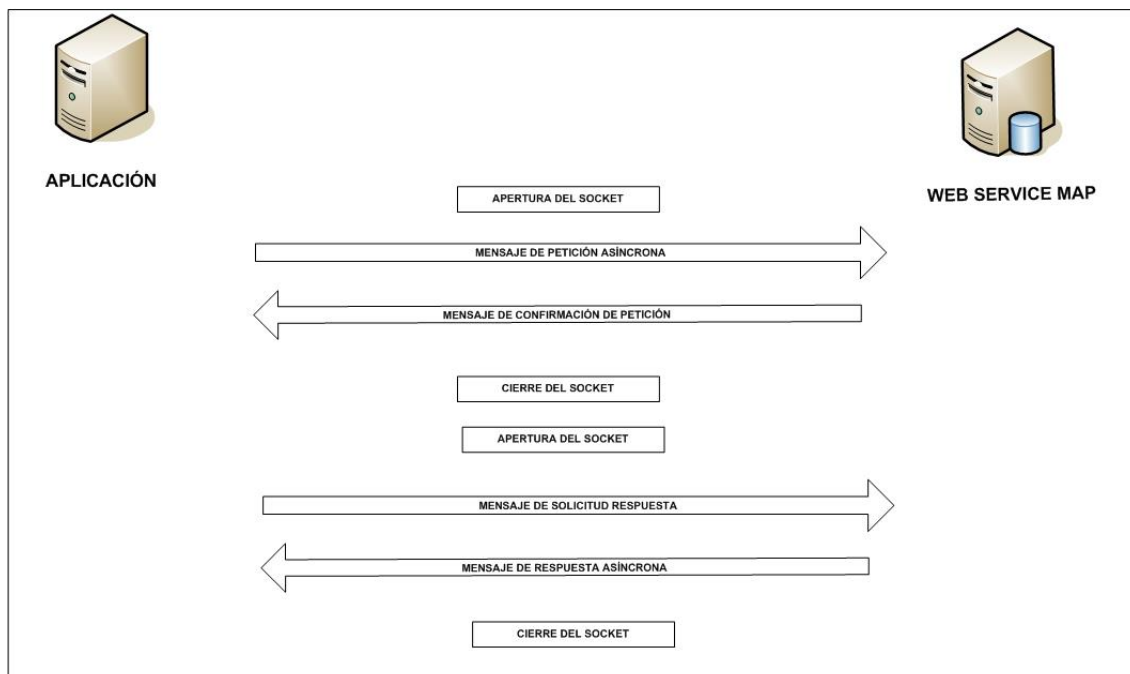 APLICACIÓN
WEB SERVICE MAP
APERTURA DEL SOCKET
MENSAJE DE PETICIÓN ASÍNCRONA
MENSAJE DE CONFIRMACIÓN DE PETICIÓN
CIERRE DEL SOCKET
APERTURA DEL SOCKET
MENSAJE DE SOLICITUD RESPUESTA
MENSAJE DE RESPUESTA ASÍNCRONA
CIERRE DEL SOCKET